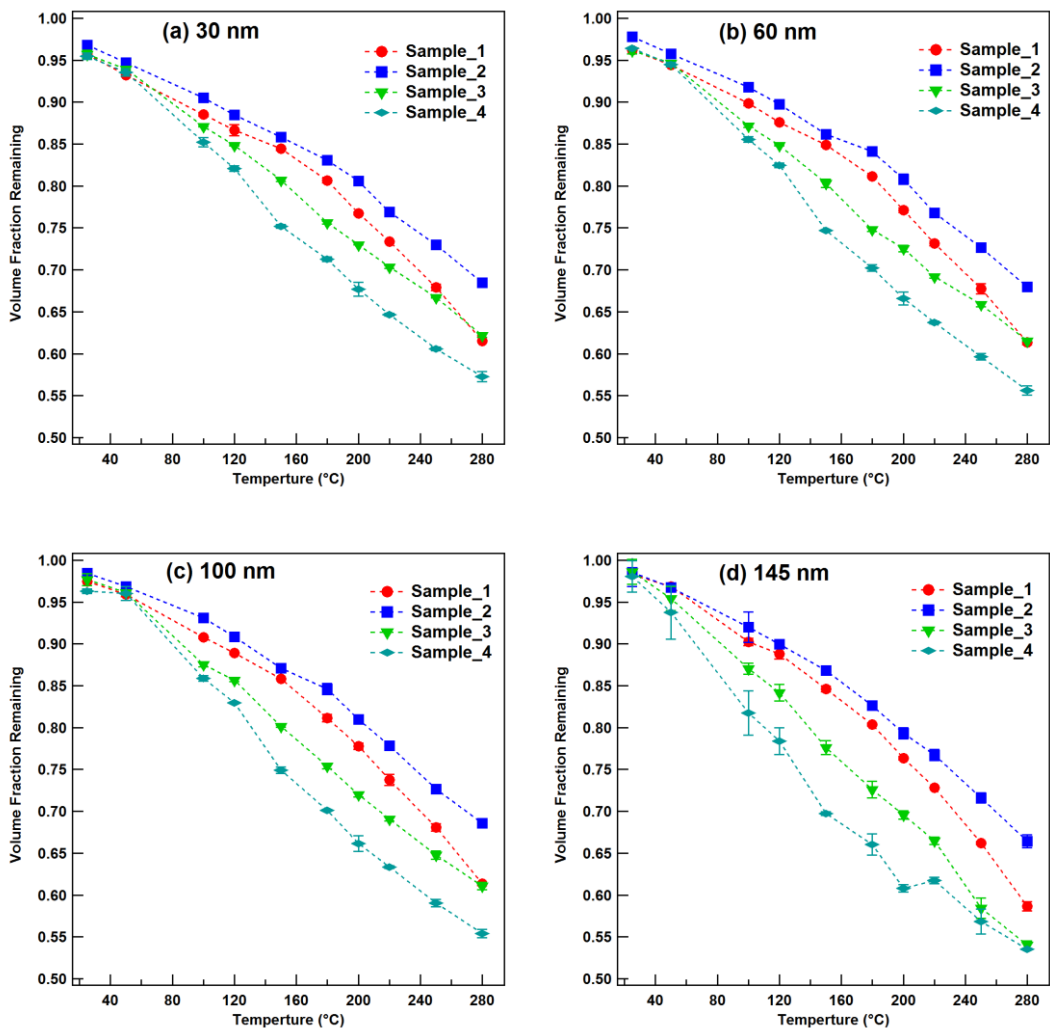 (a) 30 nm
Sample_1
Sample_2
Sample_3
Sample_4
Volume Fraction Remaining
1.00
0.95
0.90
0.85
0.80
0.75
0.70
0.65
0.60
0.55
0.50
40 80 120 160 200 240 280
Temperture (°C)
(b) 60 nm
Sample_1
Sample_2
Sample_3
Sample_4
Volume Fraction Remaining
1.00
0.95
0.90
0.85
0.80
0.75
0.70
0.65
0.60
0.55
0.50
40 80 120 160 200 240 280
Temperture (°C)
(c) 100 nm
Sample_1
Sample_2
Sample_3
Sample_4
Volume Fraction Remaining
1.00
0.95
0.90
0.85
0.80
0.75
0.70
0.65
0.60
0.55
0.50
40 80 120 160 200 240 280
Temperture (°C)
(d) 145 nm
Sample_1
Sample_2
Sample_3
Sample_4
Volume Fraction Remaining
1.00
0.95
0.90
0.85
0.80
0.75
0.70
0.65
0.60
0.55
0.50
40 80 120 160 200 240 280
Temperture (°C)